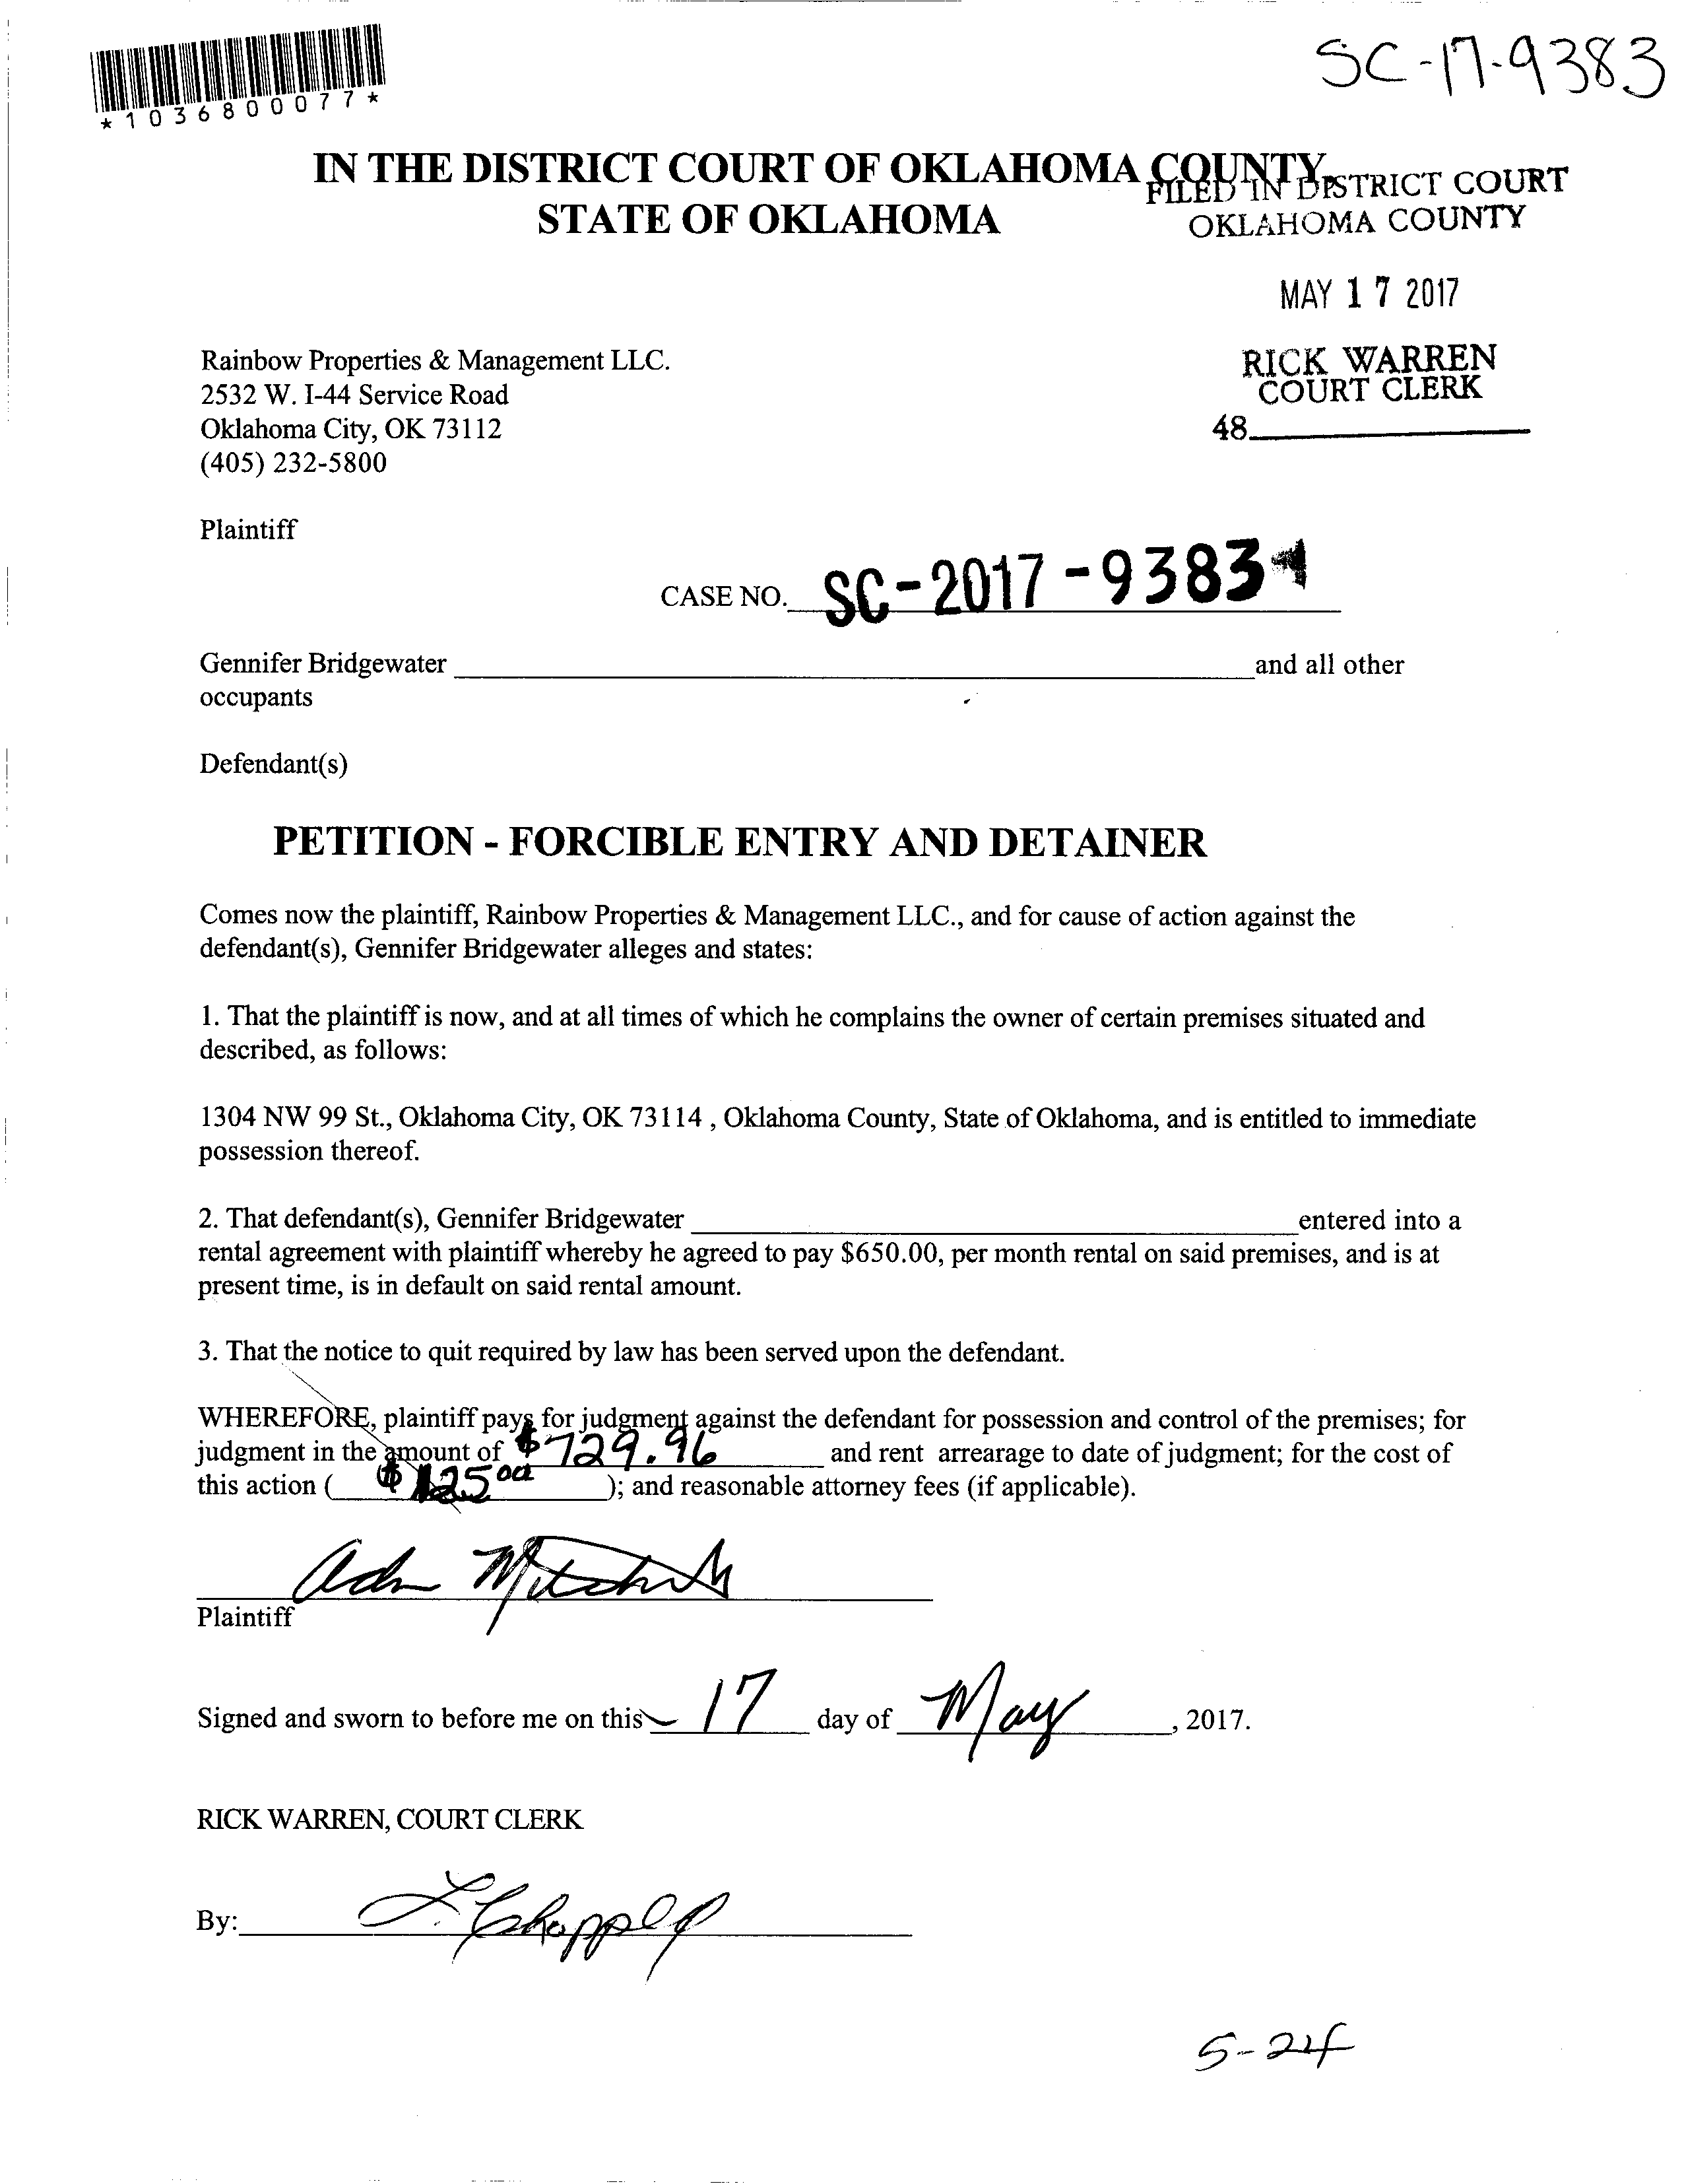 SC-17-9383
*1036800077*
IN THE DISTRICT COURT OF OKLAHOMA COUNTY
STATE OF OKLAHOMA
FILED IN DISTRICT COURT
OKLAHOMA COUNTY
MAY 17 2017
RICK WARREN
COURT CLERK
48
Rainbow Properties & Management LLC.
2532 W. I-44 Service Road
Oklahoma City, OK 73112
(405) 232-5800
Plaintiff
CASE NO. SC-2017-9383
Gennifer Bridgewater and all other
occupants
Defendant(s)
PETITION - FORCIBLE ENTRY AND DETAINER
Comes now the plaintiff, Rainbow Properties & Management LLC., and for cause of action against the
defendant(s), Gennifer Bridgewater alleges and states:
1. That the plaintiff is now, and at all times of which he complains the owner of certain premises situated and
described, as follows:
1304 NW 99 St., Oklahoma City, OK 73114 , Oklahoma County, State of Oklahoma, and is entitled to immediate
possession thereof.
2. That defendant(s), Gennifer Bridgewater entered into a
rental agreement with plaintiff whereby he agreed to pay $650.00, per month rental on said premises, and is at
present time, is in default on said rental amount.
3. That the notice to quit required by law has been served upon the defendant.
WHEREFORE, plaintiff pays for judgment against the defendant for possession and control of the premises; for
judgment in the amount of $729.96 and rent arrearage to date of judgment; for the cost of
this action ( $125.00 ); and reasonable attorney fees (if applicable).
Plaintiff
Signed and sworn to before me on this 17 day of May, 2017.
RICK WARREN, COURT CLERK
By:
5-24